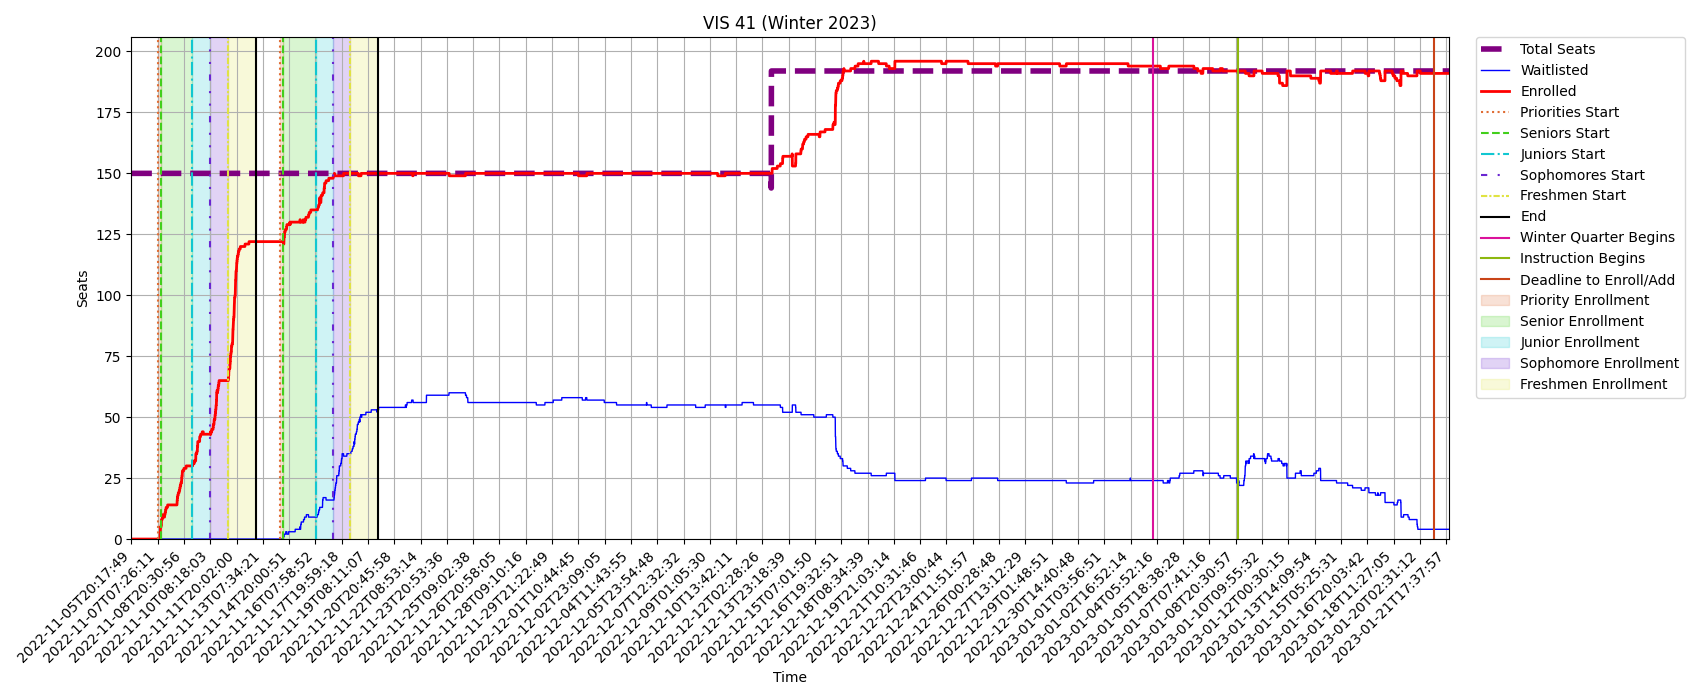 VIS 41 (Winter 2023)
Seats
200
175
150
125
100
75
50
25
0
2022-11-05T20:17:49
2022-11-07T07:26:11
2022-11-08T20:30:56
2022-11-10T08:18:03
2022-11-11T20:02:00
2022-11-13T07:34:21
2022-11-14T20:00:51
2022-11-16T07:58:52
2022-11-17T19:59:18
2022-11-19T08:11:07
2022-11-20T20:45:58
2022-11-22T08:53:14
2022-11-23T20:53:36
2022-11-25T09:02:38
2022-11-26T20:58:05
2022-11-28T09:10:16
2022-11-29T21:22:49
2022-12-01T10:44:45
2022-12-02T23:09:05
2022-12-04T11:43:55
2022-12-05T23:54:48
2022-12-07T12:32:32
2022-12-09T01:05:30
2022-12-10T13:42:11
2022-12-12T02:28:26
2022-12-13T23:18:39
2022-12-15T07:01:50
2022-12-16T19:32:51
2022-12-18T08:34:39
2022-12-19T21:03:14
2022-12-21T10:31:46
2022-12-22T23:00:44
2022-12-24T11:51:57
2022-12-26T00:28:48
2022-12-27T13:12:29
2022-12-29T01:48:51
2022-12-30T14:40:48
2023-01-01T03:56:51
2023-01-02T16:52:14
2023-01-04T05:52:16
2023-01-05T18:38:28
2023-01-07T07:41:16
2023-01-08T20:30:57
2023-01-10T09:55:32
2023-01-12T00:30:15
2023-01-13T14:09:54
2023-01-15T05:25:31
2023-01-16T20:03:42
2023-01-18T11:27:05
2023-01-20T02:31:12
2023-01-21T17:37:57
Time
Total Seats
Waitlisted
Enrolled
Priorities Start
Seniors Start
Juniors Start
Sophomores Start
Freshmen Start
End
Winter Quarter Begins
Instruction Begins
Deadline to Enroll/Add
Priority Enrollment
Senior Enrollment
Junior Enrollment
Sophomore Enrollment
Freshmen Enrollment